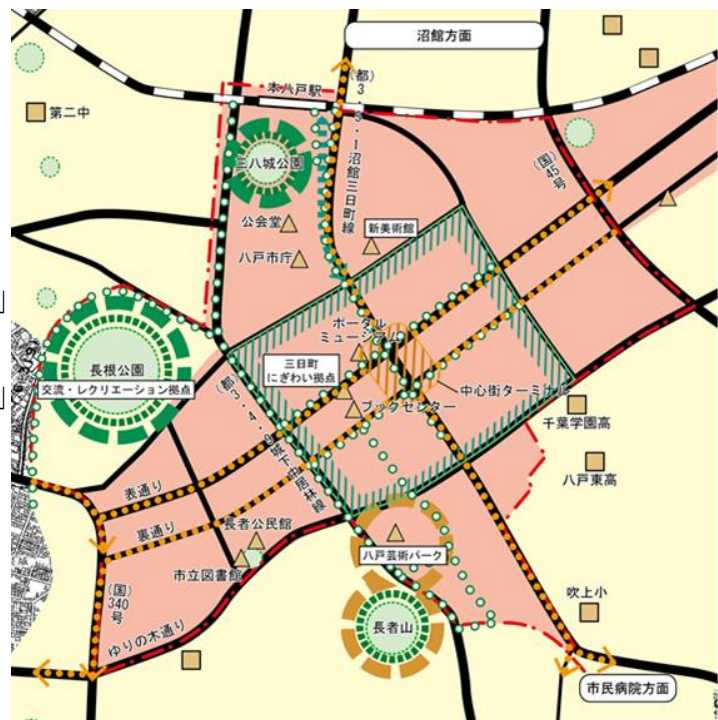 沼館方面
本八戸駅
(都)3・5・1沼館三日町線
第二中
三八城公園
(国)45号
公会堂
新美術館
八戸市庁
」
ポータル
ミュージアム
長根公園
三日町
にぎわい拠点
交流・レクリエーション拠点
中心街ターミナル
」
ブックセンター
(都)3・4・9城下中居林線
千葉学園高
表通り
八戸東高
裏通り
長者公民館
八戸芸術パーク
市立図書館
(国)340号
吹上小
長者山
ゆりの木通り
市民病院方面